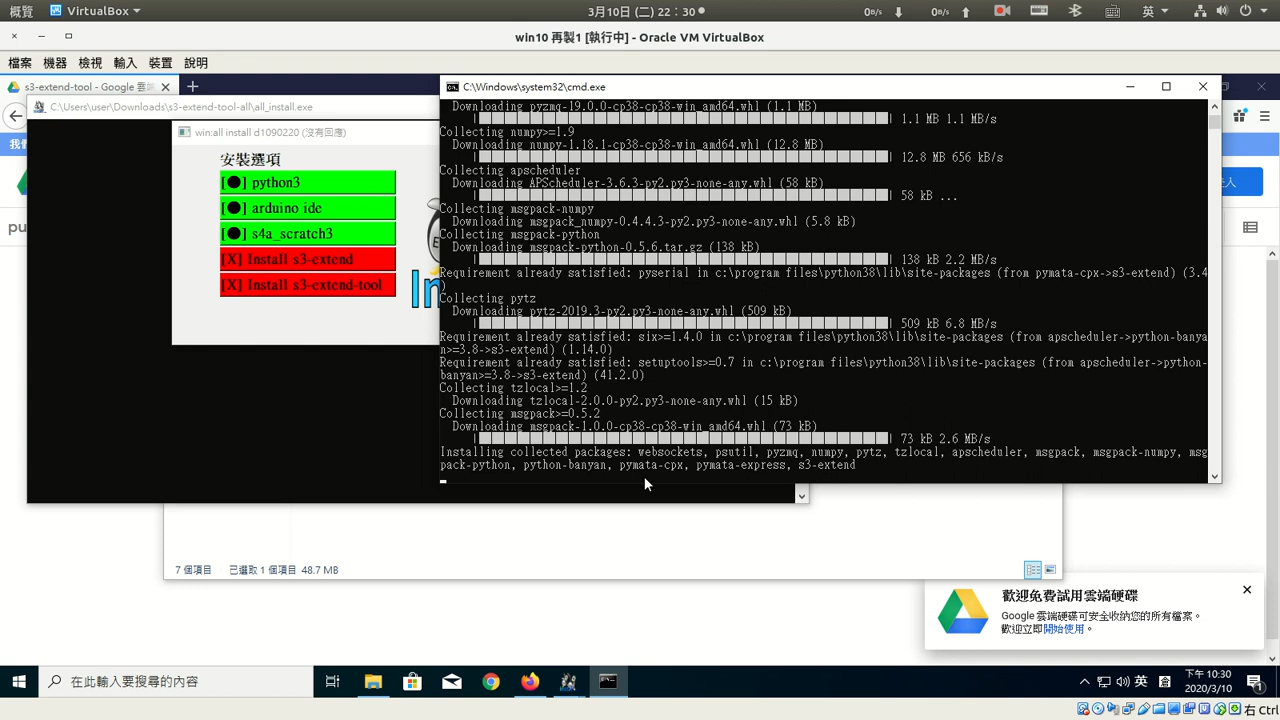 概覽 VirtualBox
3月10日 (二) 22：30
0B/s 0B/s 英
win10 再製1 [執行中] - Oracle VM VirtualBox
檔案 機器 檢視 輸入 裝置 說明
s3-extend-tool - Google 雲端
C:\Users\user\Downloads\s3-extend-tool-all\all_install.exe
win:all install d1090220 (沒有回應)
安裝選項
[●] python3
[●] arduino ide
[●] s4a_scratch3
[X] Install s3-extend
[X] Install s3-extend-tool
C:\Windows\system32\cmd.exe
Downloading pyzmq-19.0.0-cp38-cp38-win_amd64.whl (1.1 MB)
1.1 MB 1.1 MB/s
Collecting numpy>=1.9
Downloading numpy-1.18.1-cp38-cp38-win_amd64.whl (12.8 MB)
12.8 MB 656 kB/s
Collecting apscheduler
Downloading APScheduler-3.6.3-py2.py3-none-any.whl (58 kB)
58 kB ...
Collecting msgpack-numpy
Downloading msgpack_numpy-0.4.4.3-py2.py3-none-any.whl (5.8 kB)
Collecting msgpack-python
Downloading msgpack-python-0.5.6.tar.gz (138 kB)
138 kB 2.2 MB/s
Requirement already satisfied: pyserial in c:\program files\python38\lib\site-packages (from pymata-cpx->s3-extend) (3.4
)
Collecting pytz
Downloading pytz-2019.3-py2.py3-none-any.whl (509 kB)
509 kB 6.8 MB/s
Requirement already satisfied: six>=1.4.0 in c:\program files\python38\lib\site-packages (from apscheduler->python-banya
n>=3.8->s3-extend) (1.14.0)
Requirement already satisfied: setuptools>=0.7 in c:\program files\python38\lib\site-packages (from apscheduler->python-
banyan>=3.8->s3-extend) (41.2.0)
Collecting tzlocal>=1.2
Downloading tzlocal-2.0.0-py2.py3-none-any.whl (15 kB)
Collecting msgpack>=0.5.2
Downloading msgpack-1.0.0-cp38-cp38-win_amd64.whl (73 kB)
73 kB 2.6 MB/s
Installing collected packages: websockets, psutil, pyzmq, numpy, pytz, tzlocal, apscheduler, msgpack, msgpack-numpy, msg
pack-python, python-banyan, pymata-cpx, pymata-express, s3-extend
7 個項目 已選取 1 個項目 48.7 MB
歡迎免費試用雲端硬碟
Google 雲端硬碟可安全收納您的所有檔案。
歡迎立即開始使用。
在此輸入要搜尋的內容
英
下午 10:30
2020/3/10
右 Ctrl